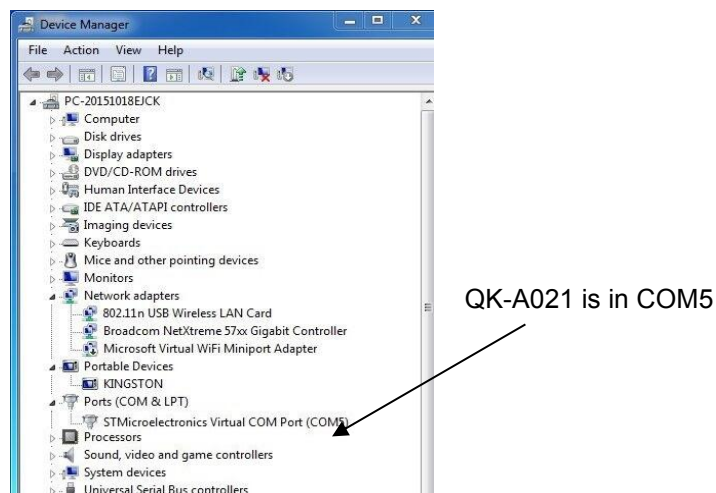 Device Manager
File Action View Help
PC-20151018EJCK
Computer
Disk drives
Display adapters
DVD/CD-ROM drives
Human Interface Devices
IDE ATA/ATAPI controllers
Imaging devices
Keyboards
Mice and other pointing devices
Monitors
Network adapters
802.11n USB Wireless LAN Card
Broadcom NetXtreme 57xx Gigabit Controller
Microsoft Virtual WiFi Miniport Adapter
Portable Devices
KINGSTON
Ports (COM & LPT)
STMicroelectronics Virtual COM Port (COM5)
Processors
Sound, video and game controllers
System devices
Universal Serial Bus controllers
QK-A021 is in COM5